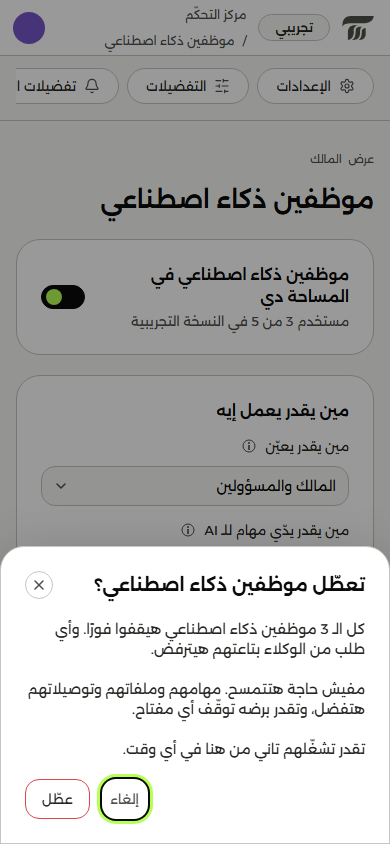 تجريبي
مركز التحكّم
/ موظفين ذكاء اصطناعي
الإعدادات
التفضيلات
تفضيلات ا
عرض المالك
موظفين ذكاء اصطناعي
موظفين ذكاء اصطناعي في
المساحة دي
مستخدم 3 من 5 في النسخة التجريبية
مين يقدر يعمل إيه
مين يقدر يعيّن
المالك والمسؤولين
مين يقدر يدّي مهام للـ AI
تعطّل موظفين ذكاء اصطناعي؟
كل الـ 3 موظفين ذكاء اصطناعي هيقفوا فورًا. وأي
طلب من الوكلاء بتاعتهم هيترفض.
مفيش حاجة هتتمسح. مهامهم وملفاتهم وتوصيلاتهم
هتفضل، وتقدر برضه توقّف أي مفتاح.
تقدر تشغّلهم تاني من هنا في أي وقت.
إلغاء
عطّل